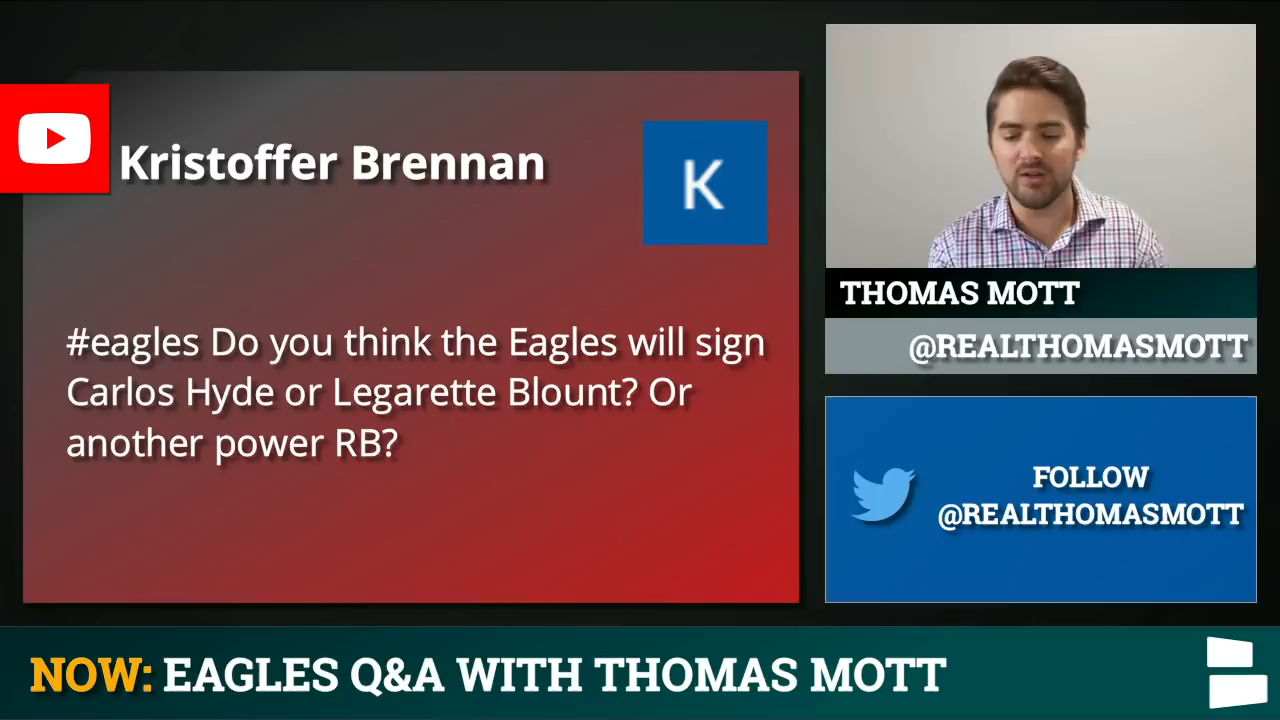 Kristoffer Brennan
K
#eagles Do you think the Eagles will sign
Carlos Hyde or Legarette Blount? Or
another power RB?
THOMAS MOTT
@REALTHOMASMOTT
FOLLOW
@REALTHOMASMOTT
NOW: EAGLES Q&A WITH THOMAS MOTT